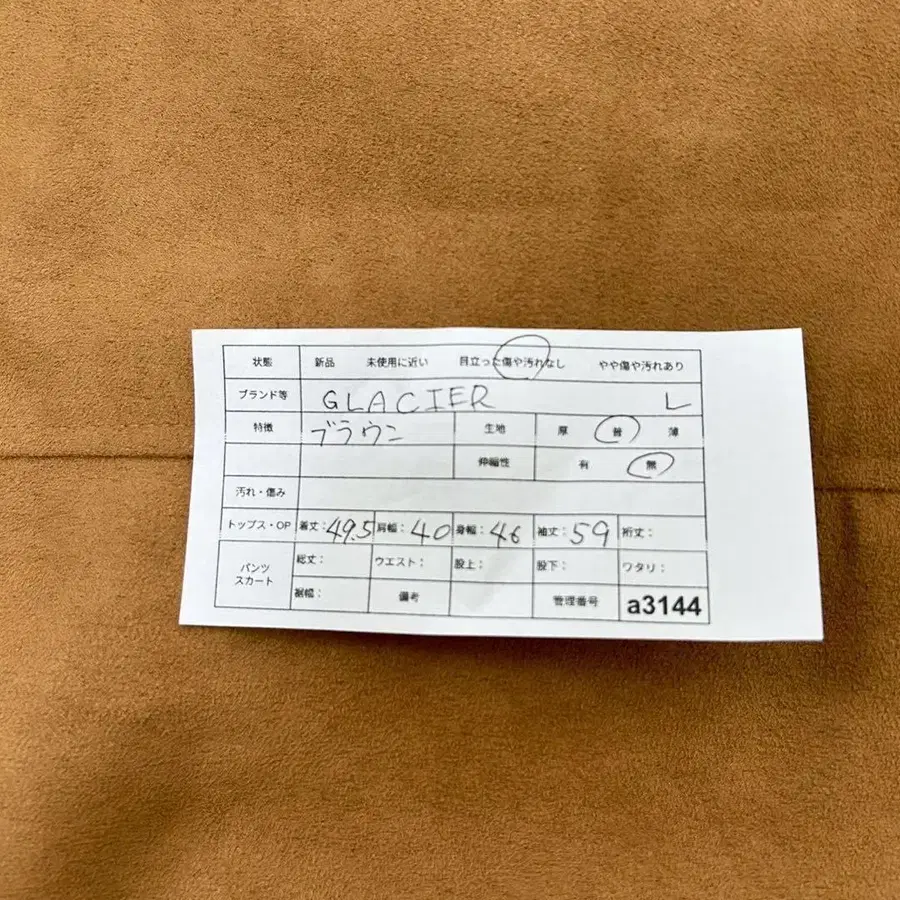 状態 新品 未使用に近い 目立った傷や汚れなし やや傷や汚れあり
ブランド等 GLACIER L
特徴 ブラウン 生地 厚 普 薄
伸縮性 有 無
汚れ・傷み
トップス・OP 着丈:49.5 肩幅:40 身幅:46 袖丈:59 裄丈:
パンツ スカート 総丈: ウエスト: 股上: 股下: ワタリ:
裾幅: 備考 管理番号 a3144